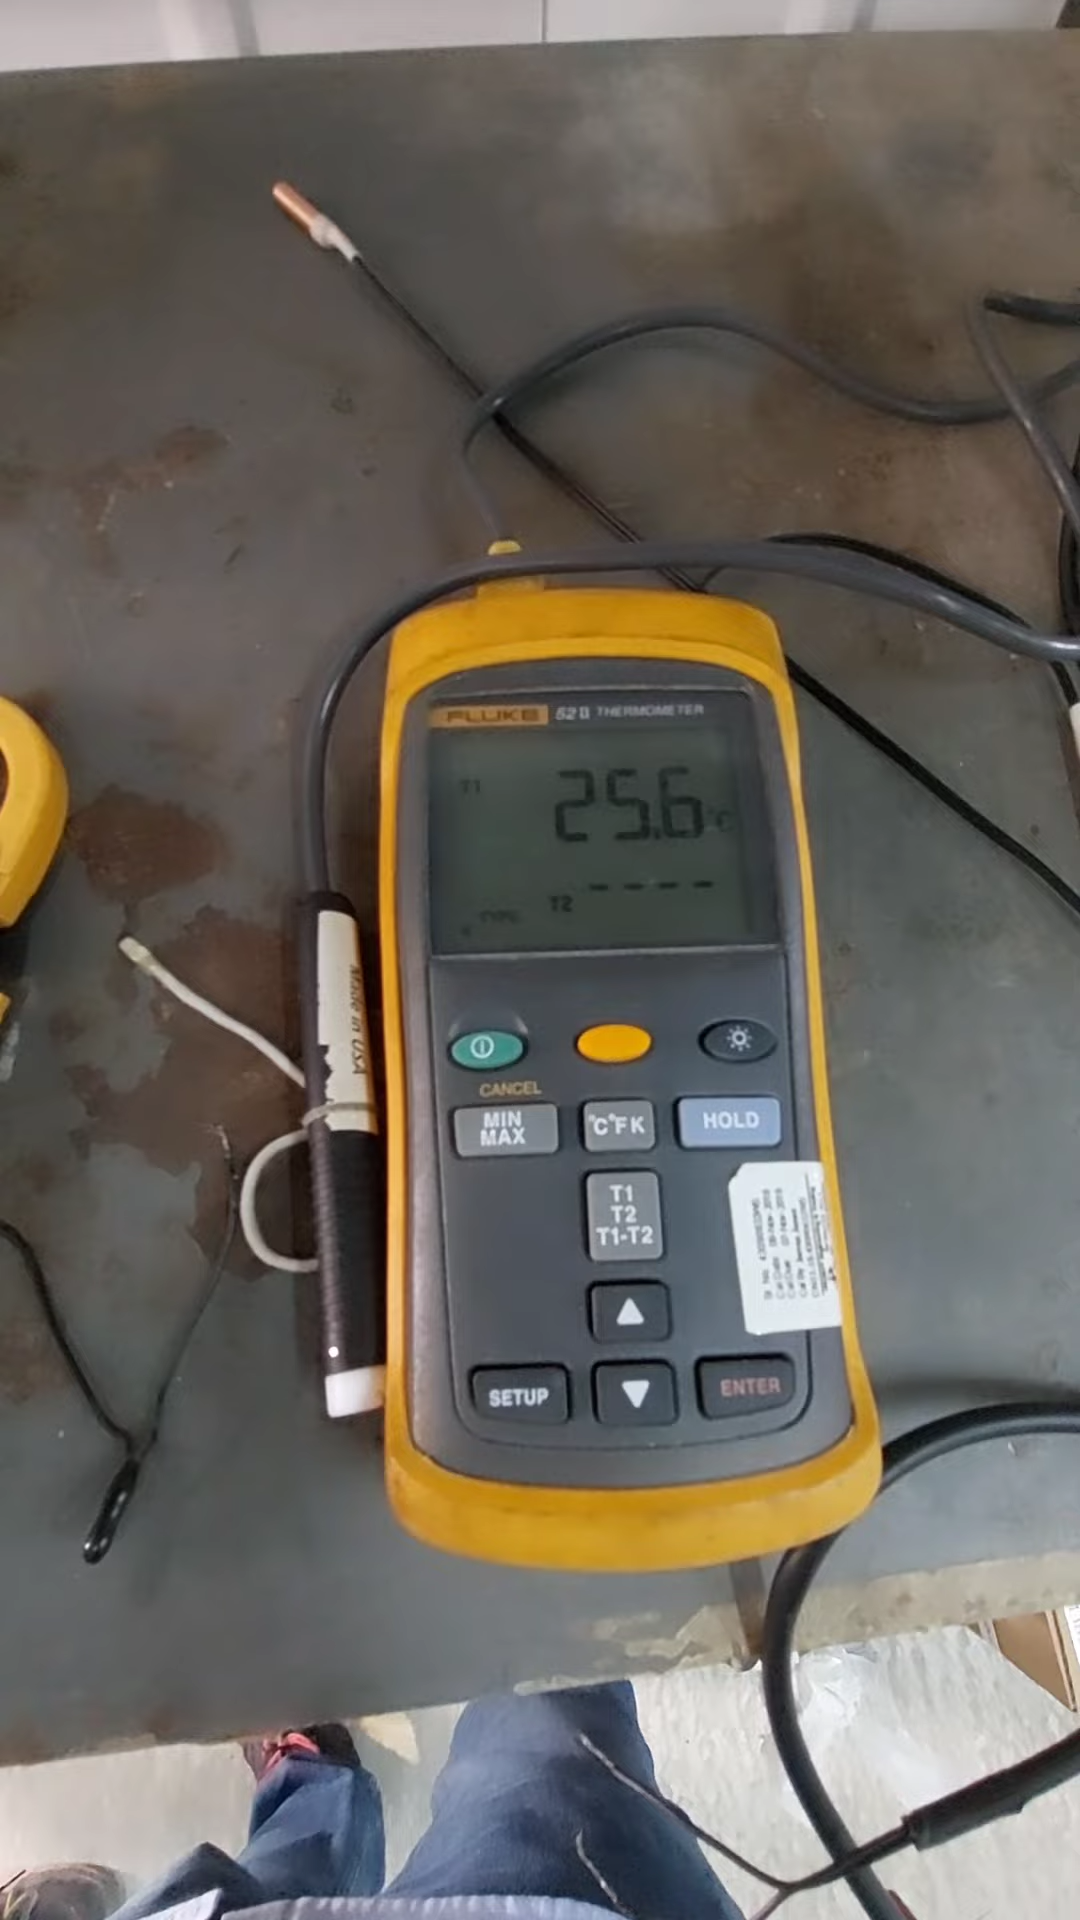 FLUKE 52 II THERMOMETER
T1
25.6 °C
T2 ----
TYPE
K
CANCEL
MIN MAX
°C°F K
HOLD
T1
T2
T1-T2
SETUP
ENTER
Made in USA